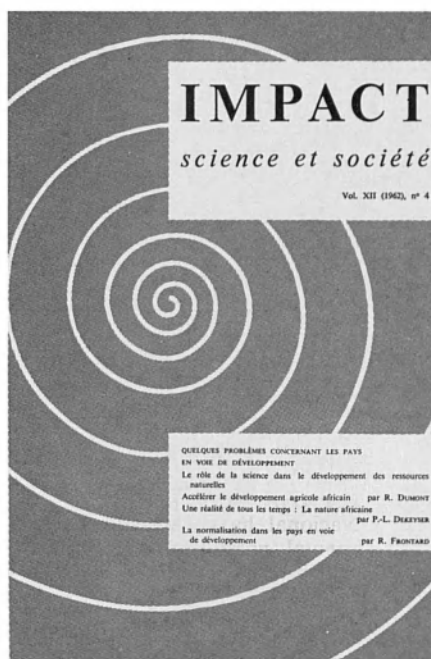 IMPACT
science et société
Vol. XII (1962), nº 4
QUELQUES PROBLÈMES CONCERNANT LES PAYS
EN VOIE DE DÉVELOPPEMENT
Le rôle de la science dans le développement des ressources
naturelles
Accélérer le développement agricole africain par R. DUMONT
Une réalité de tous les temps : La nature africaine
par P.-L. DEKEYSER
La normalisation dans les pays en voie
de développement par R. FRONTARD